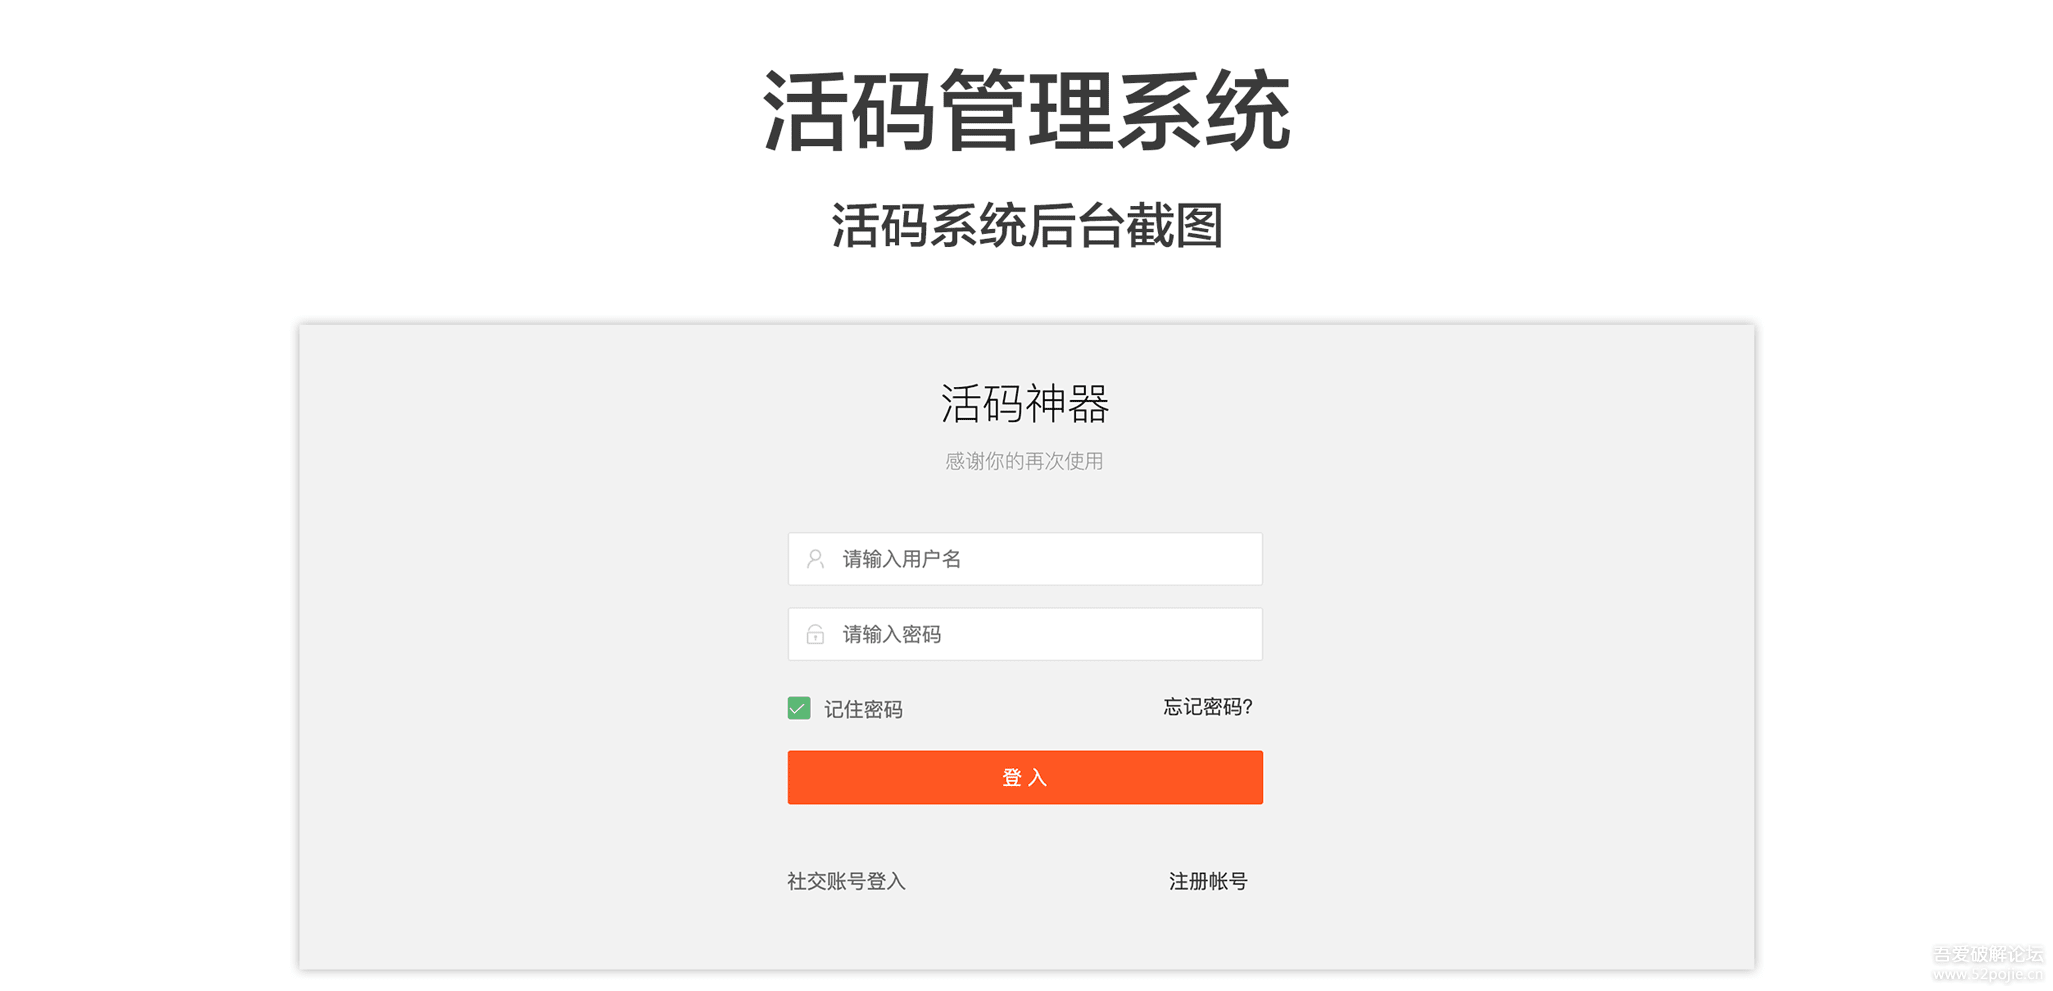 活码管理系统
活码系统后台截图
活码神器
感谢你的再次使用
请输入用户名
请输入密码
记住密码
忘记密码?
登 入
社交账号登入
注册帐号
吾爱破解论坛
www.52pojie.cn